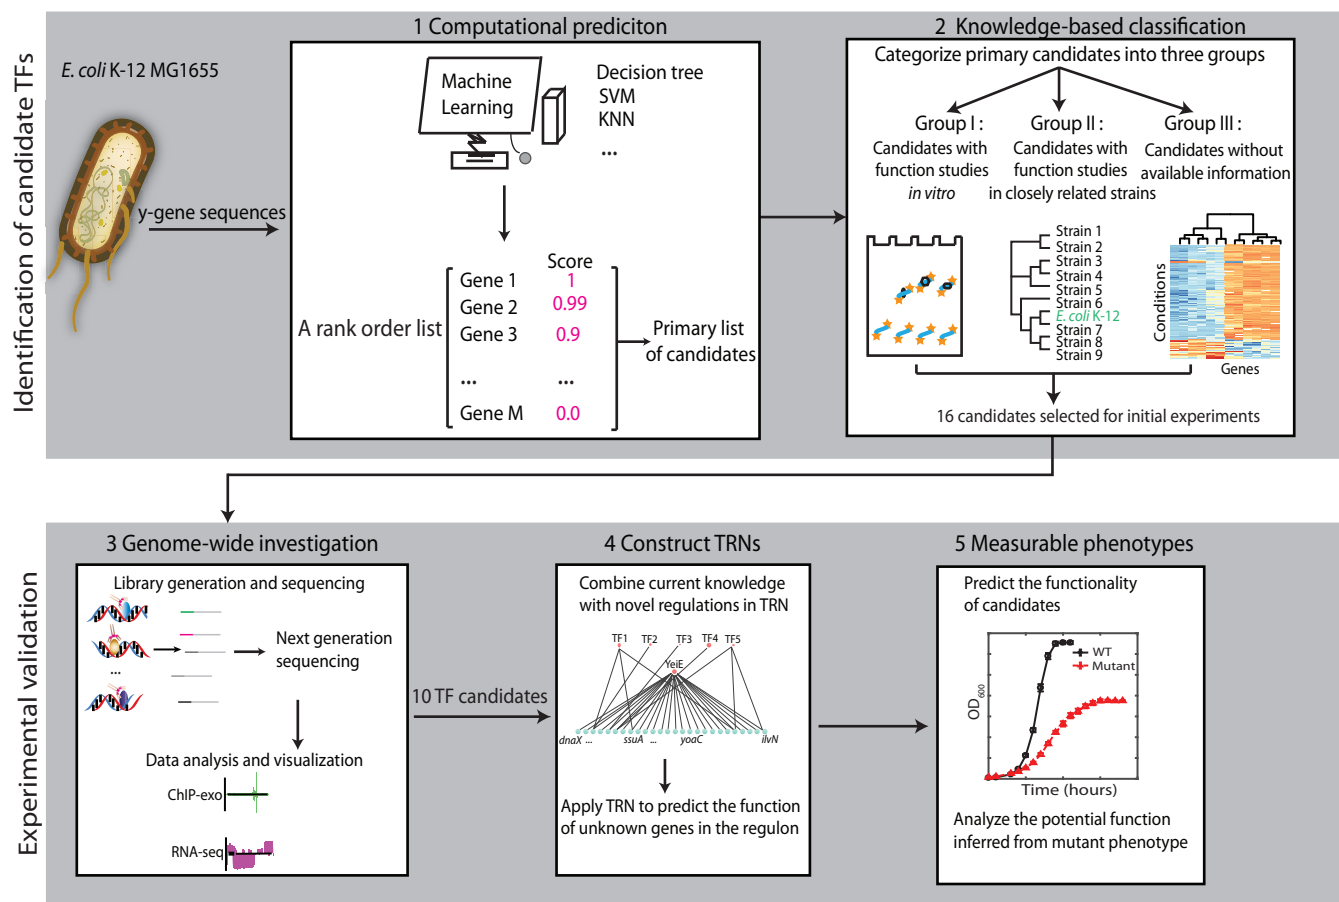 Identification of candidate TFs
E. coli K-12 MG1655
y-gene sequences
1 Computational prediciton
Machine
Learning
Decision tree
SVM
KNN
...
A rank order list
Score
Gene 1 1
Gene 2 0.99
Gene 3 0.9
... ...
Gene M 0.0
Primary list
of candidates
2 Knowledge-based classification
Categorize primary candidates into three groups
Group I :
Candidates with
function studies
in vitro
Group II :
Candidates with
function studies
in closely related strains
Group III :
Candidates without
available information
Strain 1
Strain 2
Strain 3
Strain 4
Strain 5
Strain 6
E. coli K-12
Strain 7
Strain 8
Strain 9
Conditions
Genes
16 candidates selected for initial experiments
Experimental validation
3 Genome-wide investigation
Library generation and sequencing
...
Next generation
sequencing
Data analysis and visualization
ChIP-exo
RNA-seq
10 TF candidates
4 Construct TRNs
Combine current knowledge
with novel regulations in TRN
TF1 TF2 TF3 TF4 TF5
YeiE
dnaX ... ssuA ... yoaC ilvN
Apply TRN to predict the function
of unknown genes in the regulon
5 Measurable phenotypes
Predict the functionality
of candidates
WT
Mutant
OD600
Time (hours)
Analyze the potential function
inferred from mutant phenotype